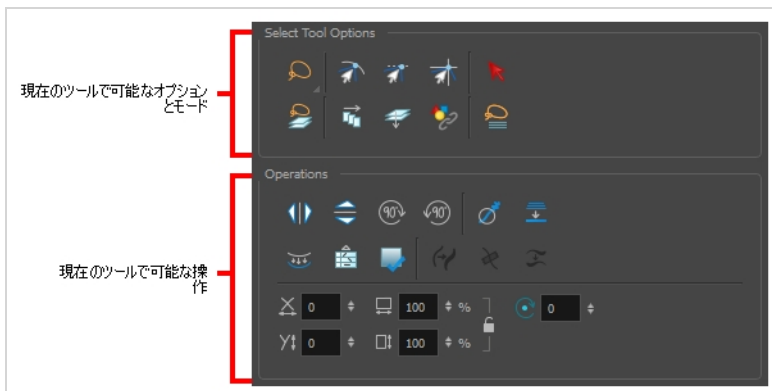 Select Tool Options
現在のツールで可能なオプション
とモード
Operations
90°
90°
現在のツールで可能な操
作
X 0 100 % 0
Y 0 100 %